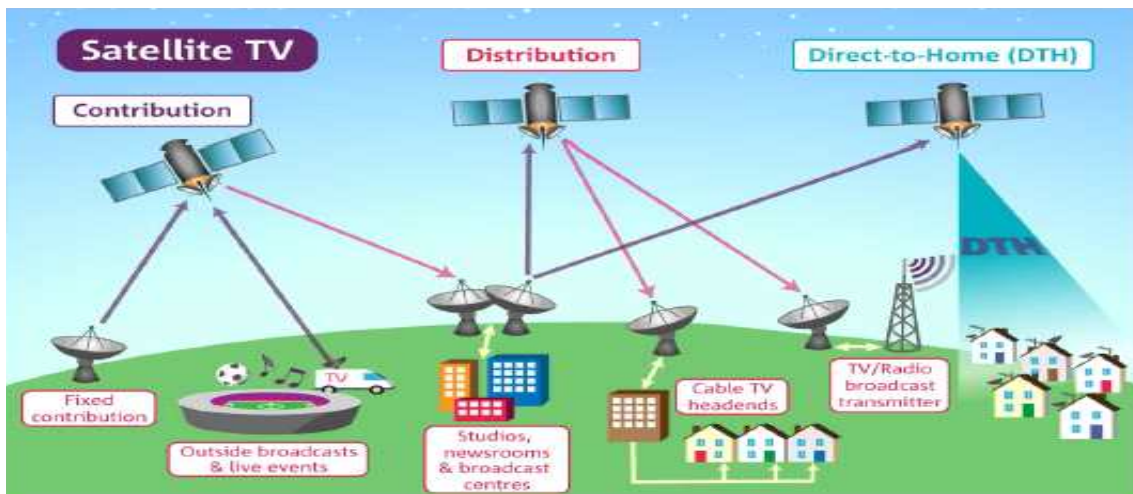 Satellite TV
Contribution
Distribution
Direct-to-Home (DTH)
DTH
TV
Fixed
contribution
Outside broadcasts
& live events
Studios,
newsrooms
& broadcast
centres
Cable TV
headends
TV/Radio
broadcast
transmitter